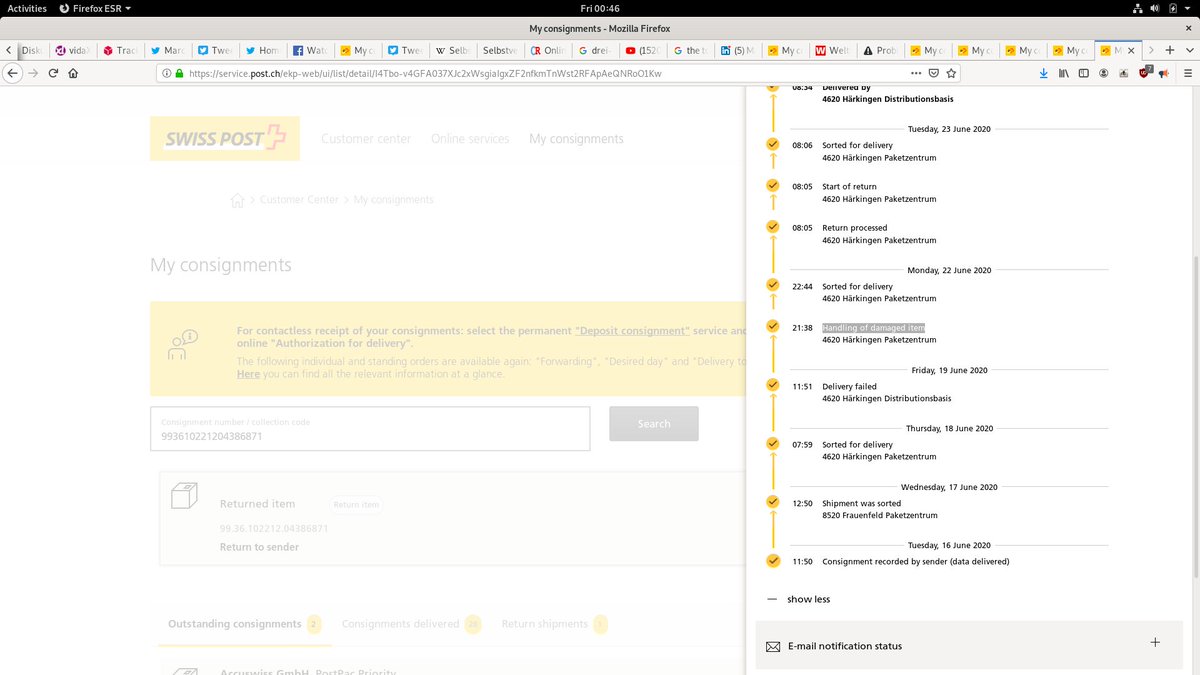 Activities
Firefox ESR
Fri 00:46
My consignments - Mozilla Firefox
Disk
vidaX
Track
Marc
Twe
Hom
Watc
My c
Twe
Selbs
Selbstve
Onlin
drei-
(152
the to
(5) M
My c
Welt
Prob
My c
My c
My c
My c
M
https://service.post.ch/ekp-web/ui/list/detail/I4Tbo-v4GFA037XJc2xWsgialgxZF2nfkmTnWst2RFApAeQNRoO1Kw
7
SWISS POST
Customer center
Online services
My consignments
Customer Center
My consignments
My consignments
For contactless receipt of your consignments: select the permanent "Deposit consignment" service and
online "Authorization for delivery".
The following individual and standing orders are available again: "Forwarding", "Desired day" and "Delivery to
Here you can find all the relevant information at a glance.
Consignment number / collection code
993610221204386871
Search
Returned item
Return item
99.36.102212.04386871
Return to sender
Outstanding consignments 2
Consignments delivered 28
Return shipments 1
Accuswiss GmbH, PostPac Priority
08:34 Delivered by
4620 Härkingen Distributionsbasis
Tuesday, 23 June 2020
08:06 Sorted for delivery
4620 Härkingen Paketzentrum
08:05 Start of return
4620 Härkingen Paketzentrum
08:05 Return processed
4620 Härkingen Paketzentrum
Monday, 22 June 2020
22:44 Sorted for delivery
4620 Härkingen Paketzentrum
21:38 Handling of damaged item
4620 Härkingen Paketzentrum
Friday, 19 June 2020
11:51 Delivery failed
4620 Härkingen Distributionsbasis
Thursday, 18 June 2020
07:59 Sorted for delivery
4620 Härkingen Paketzentrum
Wednesday, 17 June 2020
12:50 Shipment was sorted
8520 Frauenfeld Paketzentrum
Tuesday, 16 June 2020
11:50 Consignment recorded by sender (data delivered)
show less
E-mail notification status